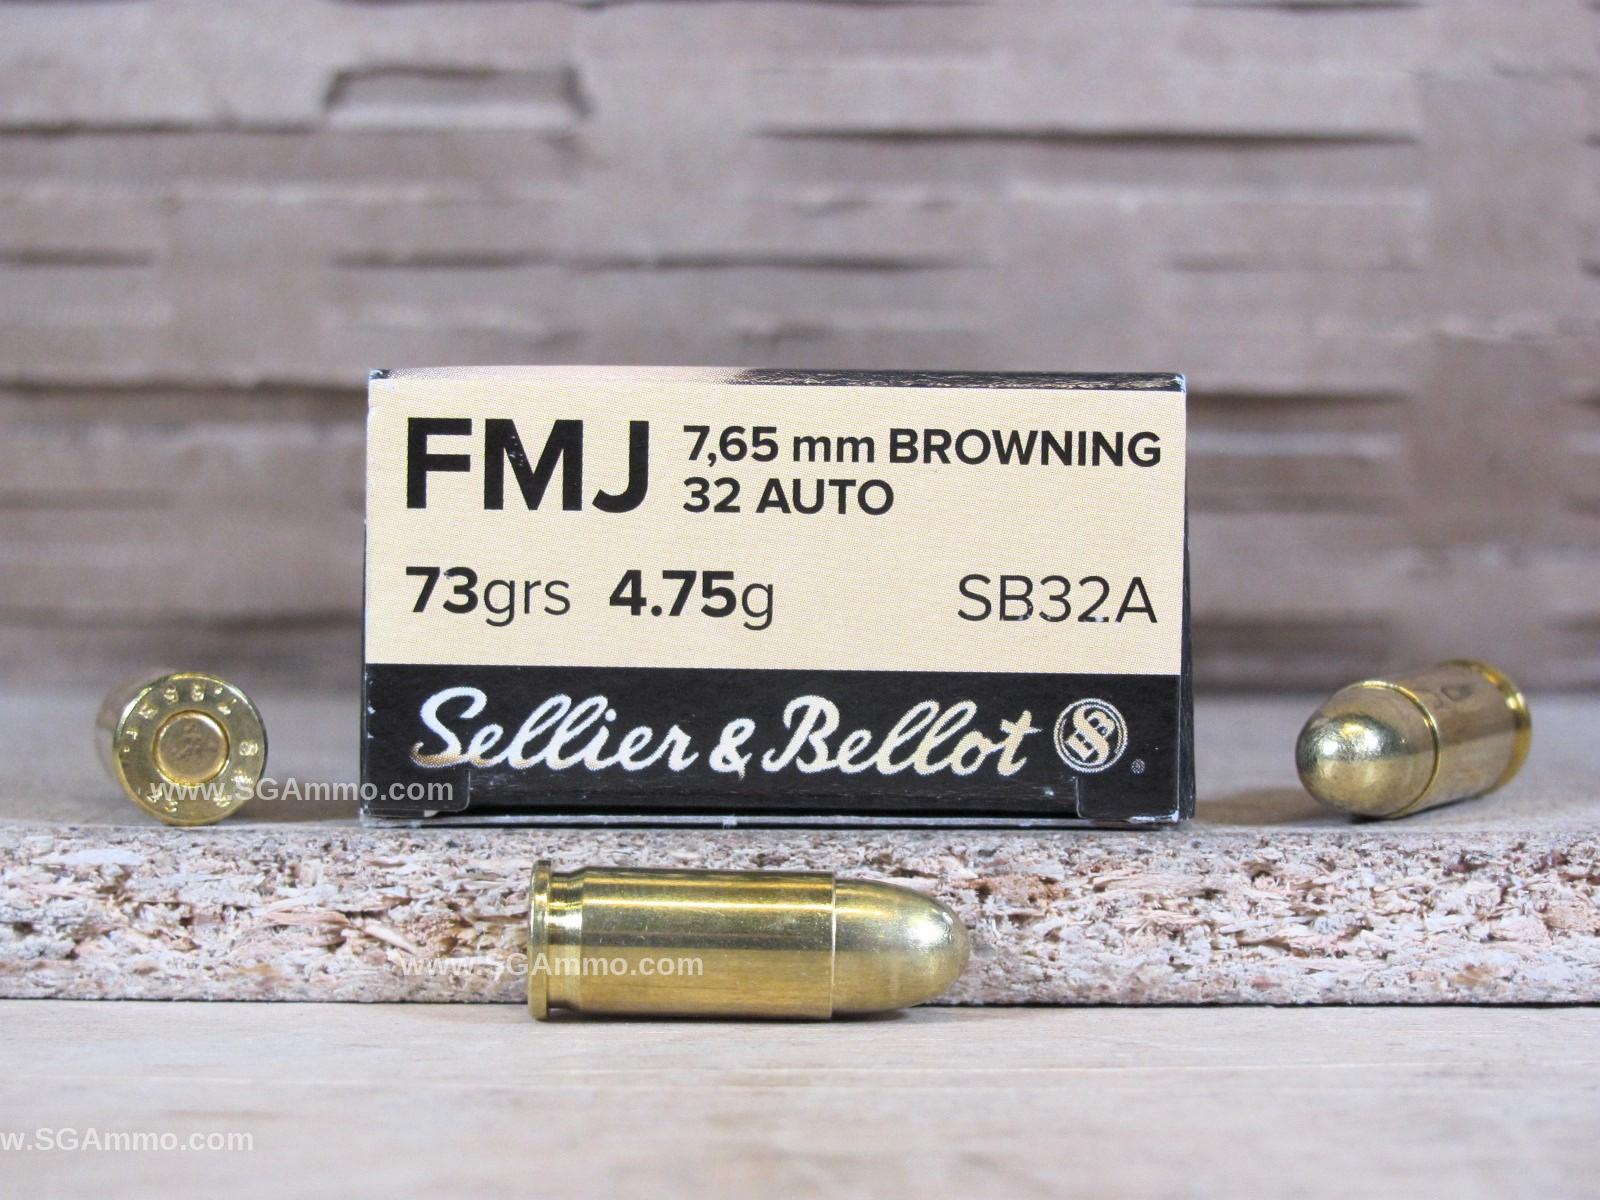 FMJ
7,65 mm BROWNING
32 AUTO
73grs 4.75g
SB32A
Sellier & Bellot
SB
www.SGAmmo.com
www.SGAmmo.com
w.SGAmmo.com